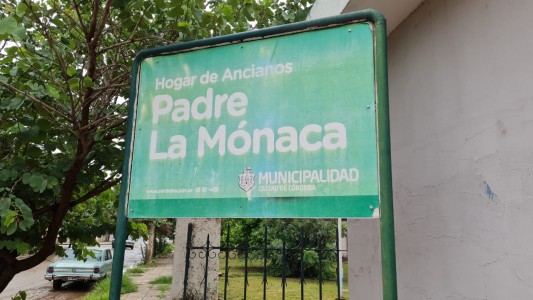 Hogar de Ancianos
Padre
La Mónaca
MUNICIPALIDAD
CIUDAD DE CÓRDOBA